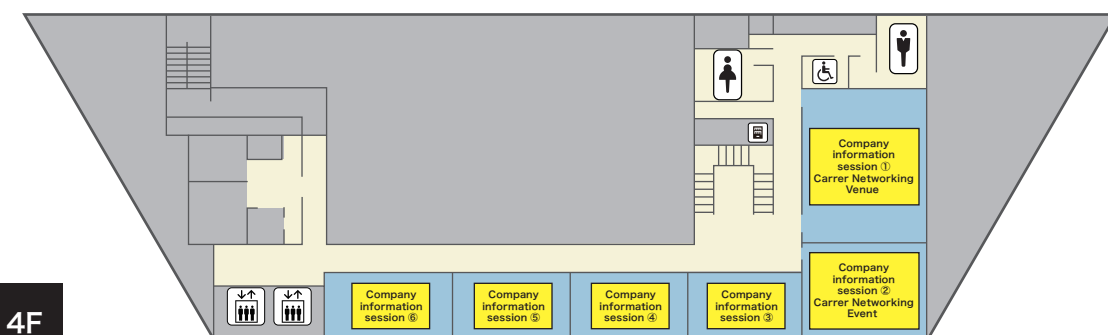 Company
information
session ①
Carrer Networking
Venue
Company
information
session ②
Carrer Networking
Event
Company
information
session ⑥
Company
information
session ⑤
Company
information
session ④
Company
information
session ③
4F